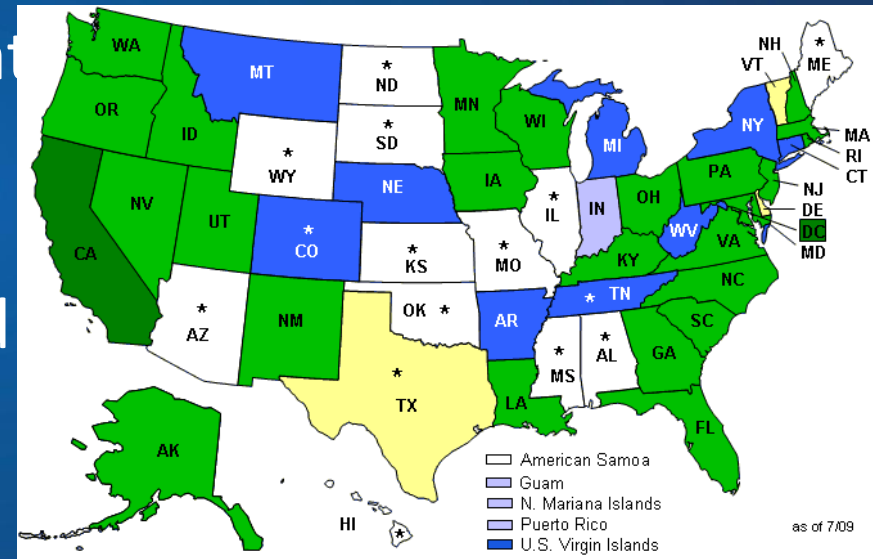 NH
* ME
WA
VT
MT
* ND
MN
OR
ID
WI
NY
MA
* SD
MI
RI
* WY
CT
IA
PA
NE
NJ
NV
* IL
IN
OH
DE
UT
DC
* CO
WV
MD
CA
* KS
* MO
VA
KY
NC
OK *
* TN
* AZ
NM
AR
SC
* MS
* AL
GA
* TX
LA
FL
AK
American Samoa
Guam
N. Mariana Islands
Puerto Rico
HI *
as of 7/09
U.S. Virgin Islands